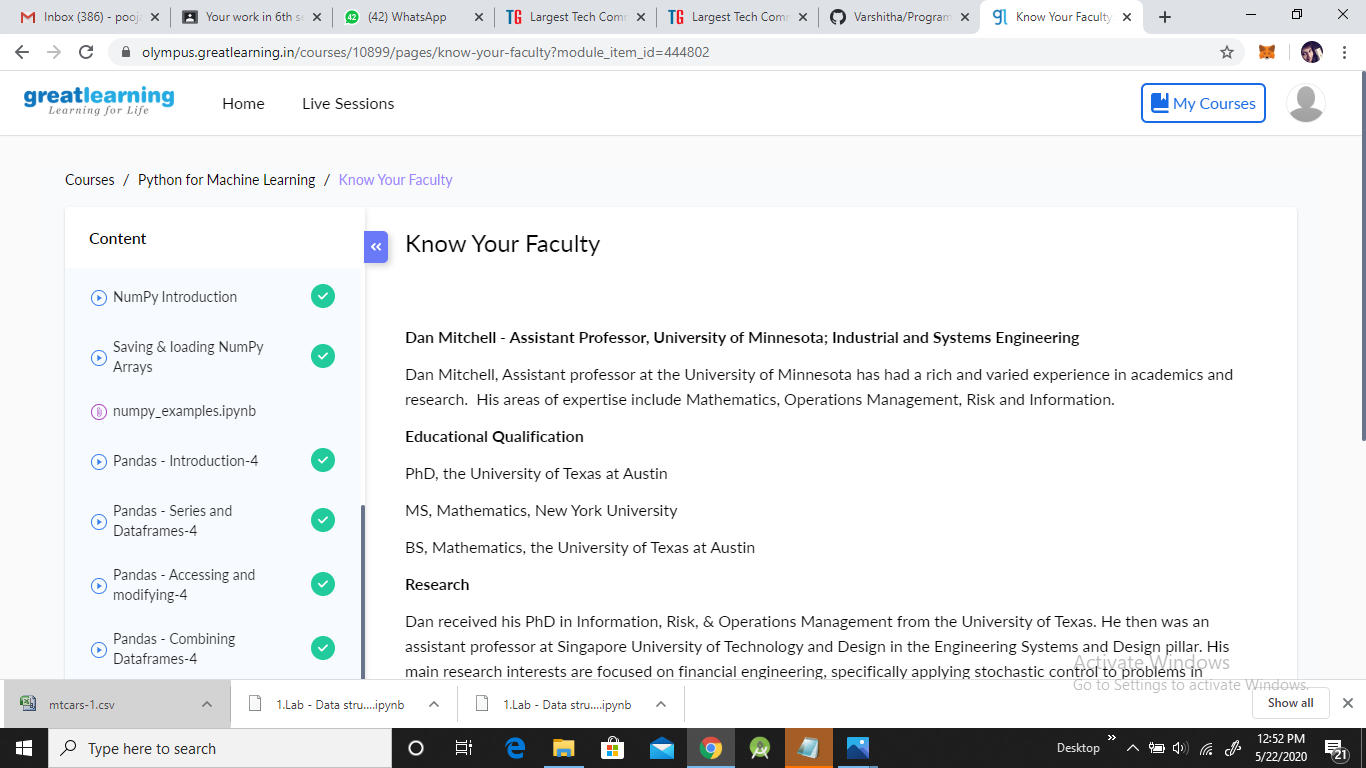 Inbox (386) - pooj
Your work in 6th se
42
(42) WhatsApp
TG Largest Tech Com
TG Largest Tech Com
Varshitha/Program
gl Know Your Faculty
olympus.greatlearning.in/courses/10899/pages/know-your-faculty?module_item_id=444802
greatlearning
Learning for Life
Home
Live Sessions
My Courses
Courses / Python for Machine Learning / Know Your Faculty
Content
NumPy Introduction
Saving & loading NumPy
Arrays
numpy_examples.ipynb
Pandas - Introduction-4
Pandas - Series and
Dataframes-4
Pandas - Accessing and
modifying-4
Pandas - Combining
Dataframes-4
Know Your Faculty
Dan Mitchell - Assistant Professor, University of Minnesota; Industrial and Systems Engineering
Dan Mitchell, Assistant professor at the University of Minnesota has had a rich and varied experience in academics and
research. His areas of expertise include Mathematics, Operations Management, Risk and Information.
Educational Qualification
PhD, the University of Texas at Austin
MS, Mathematics, New York University
BS, Mathematics, the University of Texas at Austin
Research
Dan received his PhD in Information, Risk, & Operations Management from the University of Texas. He then was an
assistant professor at Singapore University of Technology and Design in the Engineering Systems and Design pillar. His
main research interests are focused on financial engineering, specifically applying stochastic control to problems in
Activate Windows
Go to Settings to activate Windows.
mtcars-1.csv
1.Lab - Data stru....ipynb
1.Lab - Data stru....ipynb
Show all
Type here to search
Desktop
12:52 PM
5/22/2020
21